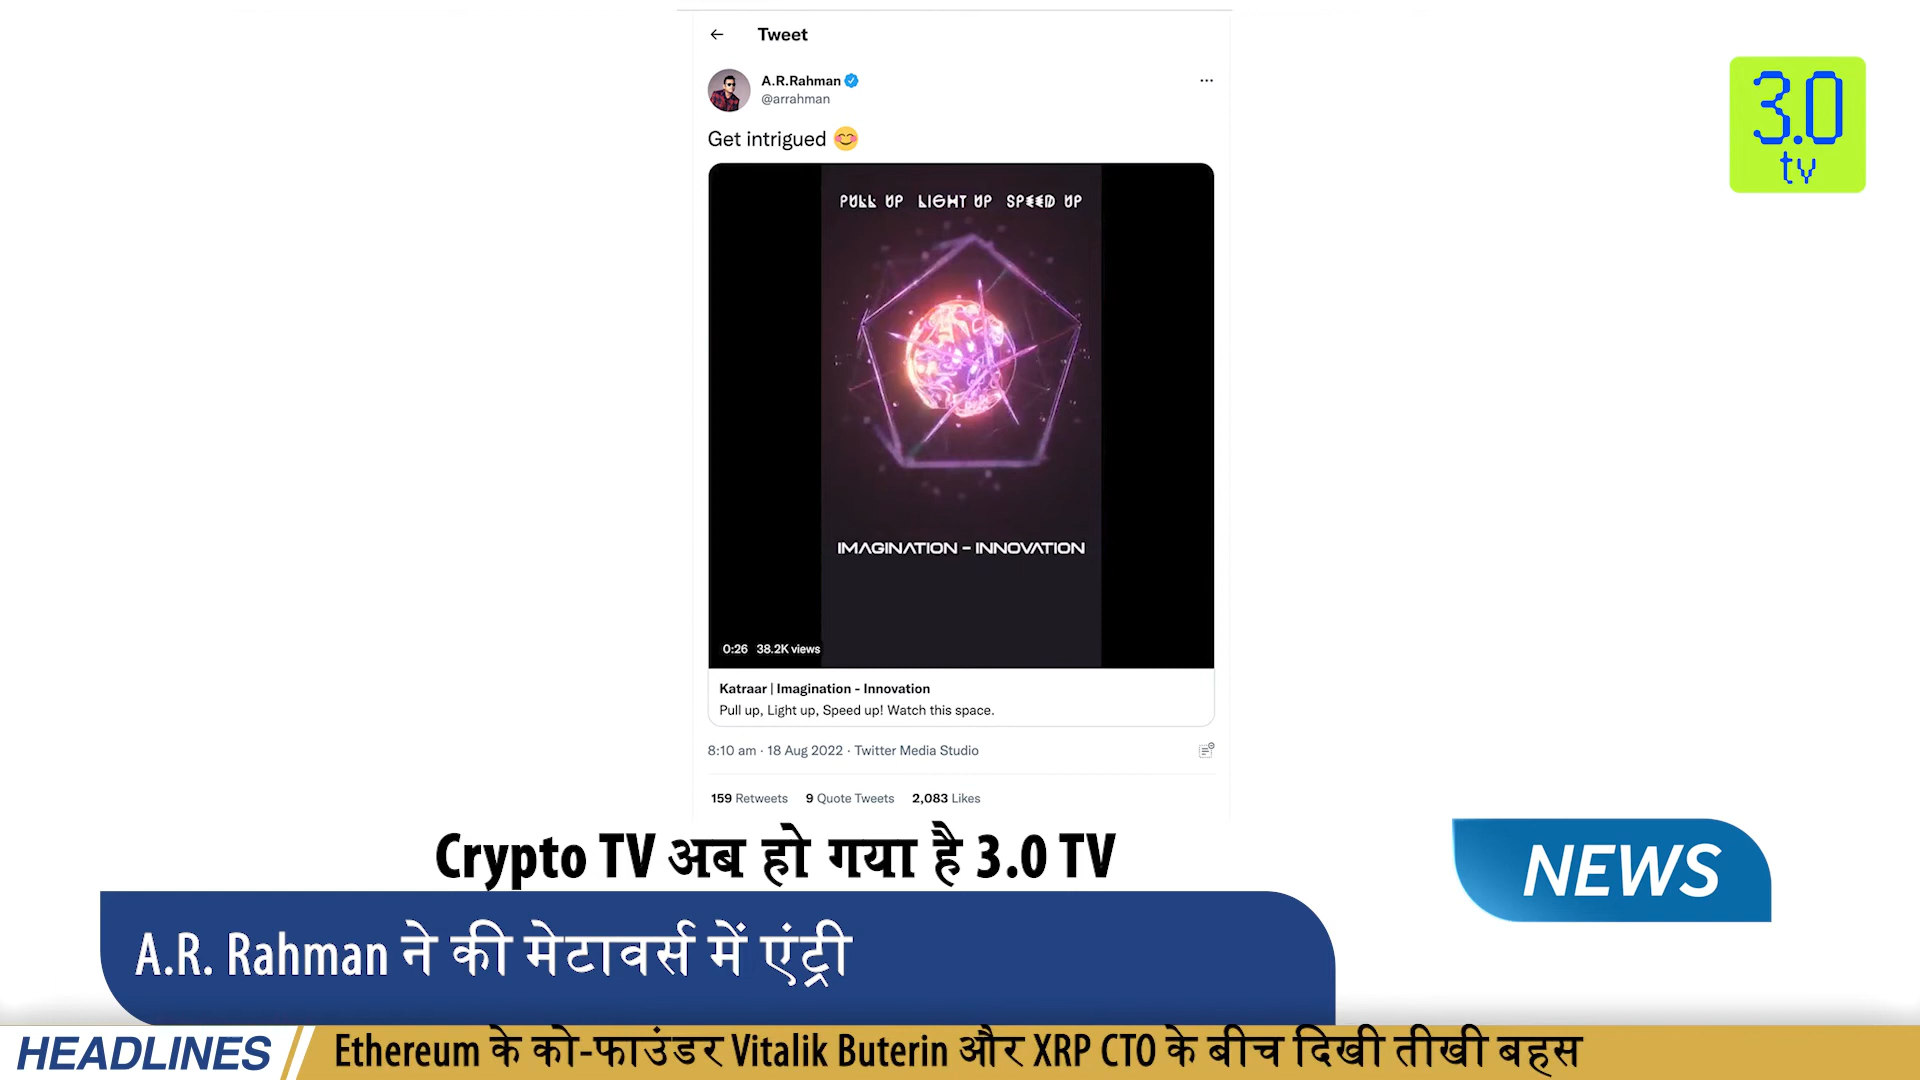 Tweet
A.R.Rahman
@arrahman
Get intrigued 😊
3.0
tv
PULL UP LIGHT UP SPEED UP
IMAGINATION - INNOVATION
0:26 38.2K views
Katraar | Imagination - Innovation
Pull up, Light up, Speed up! Watch this space.
8:10 am · 18 Aug 2022 · Twitter Media Studio
159 Retweets 9 Quote Tweets 2,083 Likes
Crypto TV अब हो गया है 3.0 TV
NEWS
A.R. Rahman ने की मेटावर्स में एंट्री
HEADLINES
Ethereum के को-फाउंडर Vitalik Buterin और XRP CTO के बीच दिखी तीखी बहस